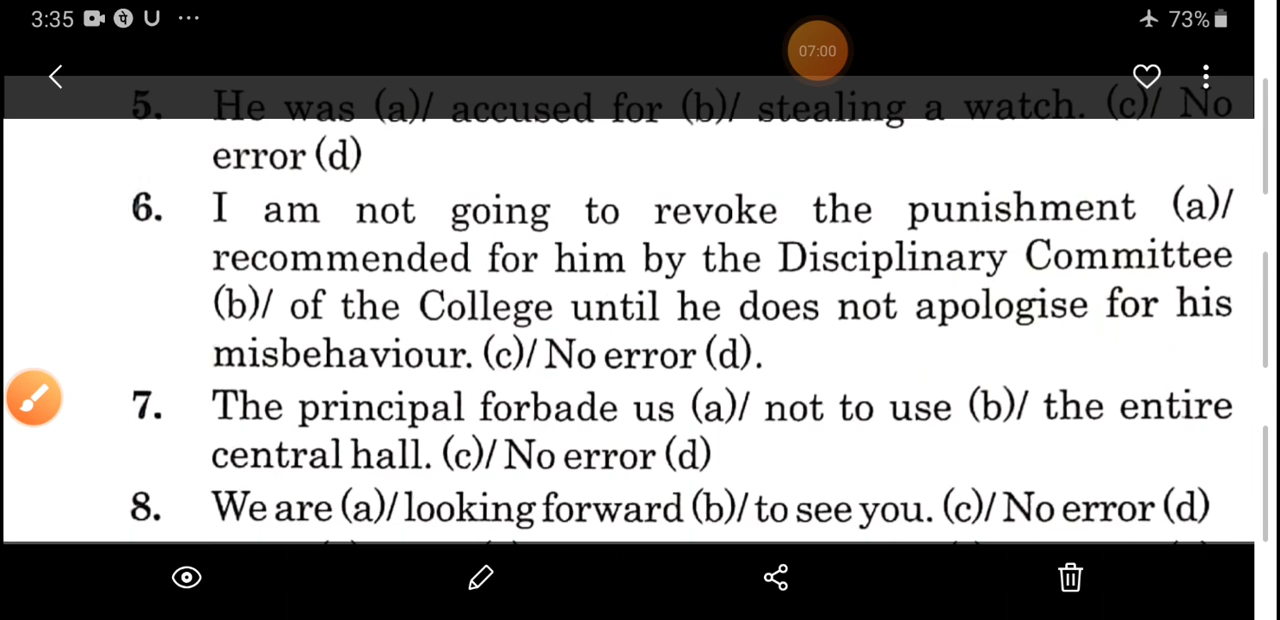 3:35 पे U ...
73%
07:00
5. He was (a)/ accused for (b)/ stealing a watch. (c)/ No
error (d)
6. I am not going to revoke the punishment (a)/
recommended for him by the Disciplinary Committee
(b)/ of the College until he does not apologise for his
misbehaviour. (c)/ No error (d).
7. The principal forbade us (a)/ not to use (b)/ the entire
central hall. (c)/ No error (d)
8. We are (a)/ looking forward (b)/ to see you. (c)/ No error (d)